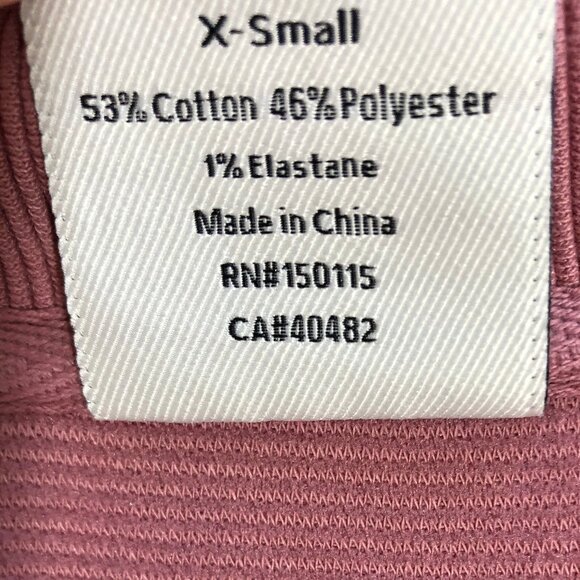 X-Small
53% Cotton 46% Polyester
1% Elastane
Made in China
RN#150115
CA#40482